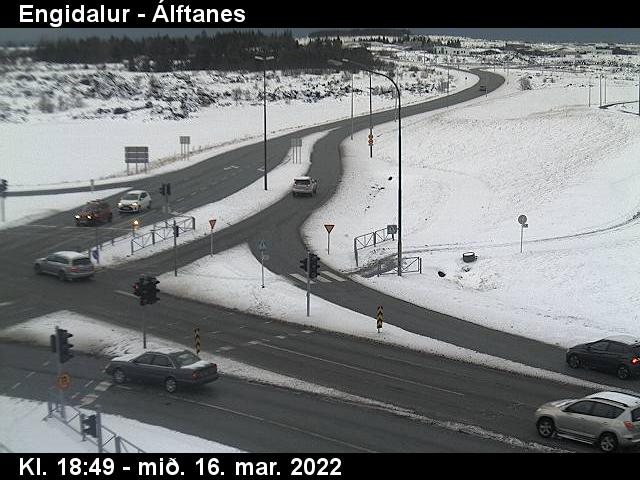 Engidalur - Álftanes
Kl. 18:49 - mið. 16. mar. 2022